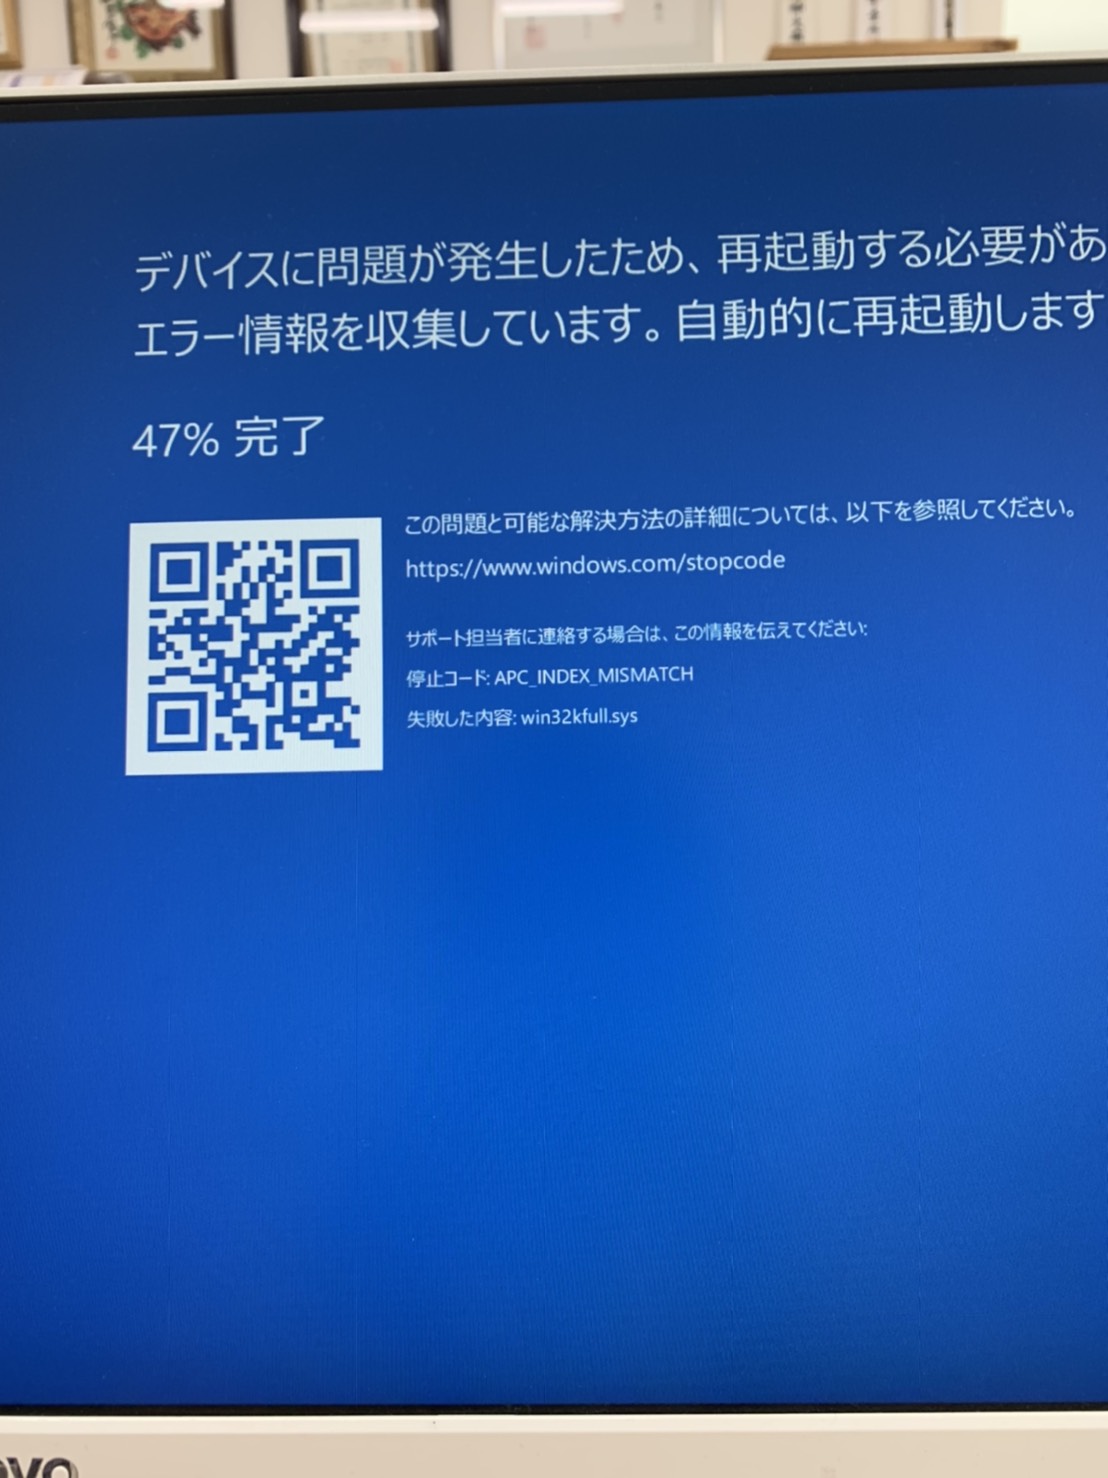 デバイスに問題が発生したため、再起動する必要があ
エラー情報を収集しています。自動的に再起動します
47% 完了
この問題と可能な解決方法の詳細については、以下を参照してください。
https://www.windows.com/stopcode
サポート担当者に連絡する場合は、この情報を伝えてください:
停止コード: APC_INDEX_MISMATCH
失敗した内容: win32kfull.sys
ovo